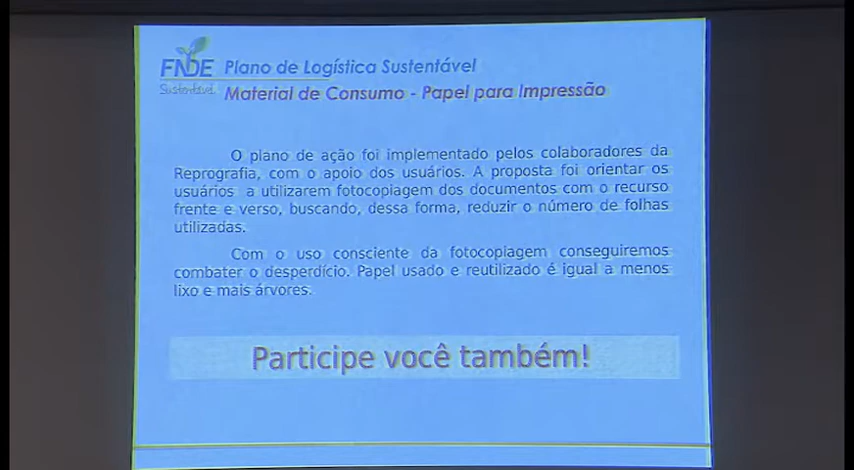 FNDE
Sustentável
Plano de Logística Sustentável
Material de Consumo - Papel para Impressão
O plano de ação foi implementado pelos colaboradores da
Reprografia, com o apoio dos usuários. A proposta foi orientar os
usuários a utilizarem fotocopiagem dos documentos com o recurso
frente e verso, buscando, dessa forma, reduzir o número de folhas
utilizadas.
Com o uso consciente da fotocopiagem conseguiremos
combater o desperdício. Papel usado e reutilizado é igual a menos
lixo e mais árvores.
Participe você também!